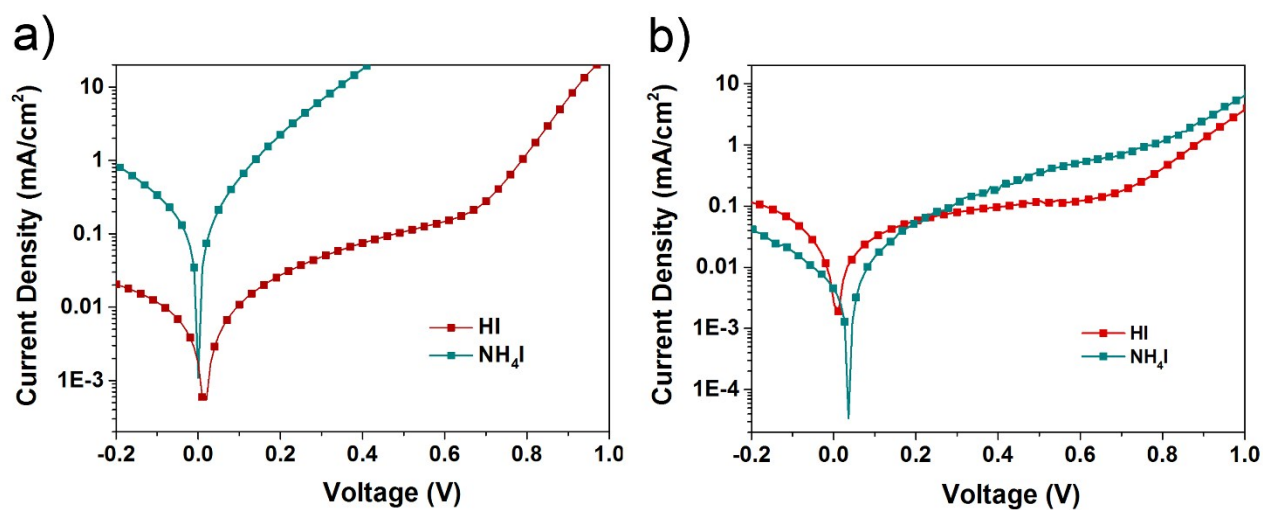 a)
Current Density (mA/cm²)
10
1
0.1
0.01
1E-3
HI
NH₄I
-0.2 0.0 0.2 0.4 0.6 0.8 1.0
Voltage (V)
b)
Current Density (mA/cm²)
10
1
0.1
0.01
1E-3
1E-4
HI
NH₄I
-0.2 0.0 0.2 0.4 0.6 0.8 1.0
Voltage (V)